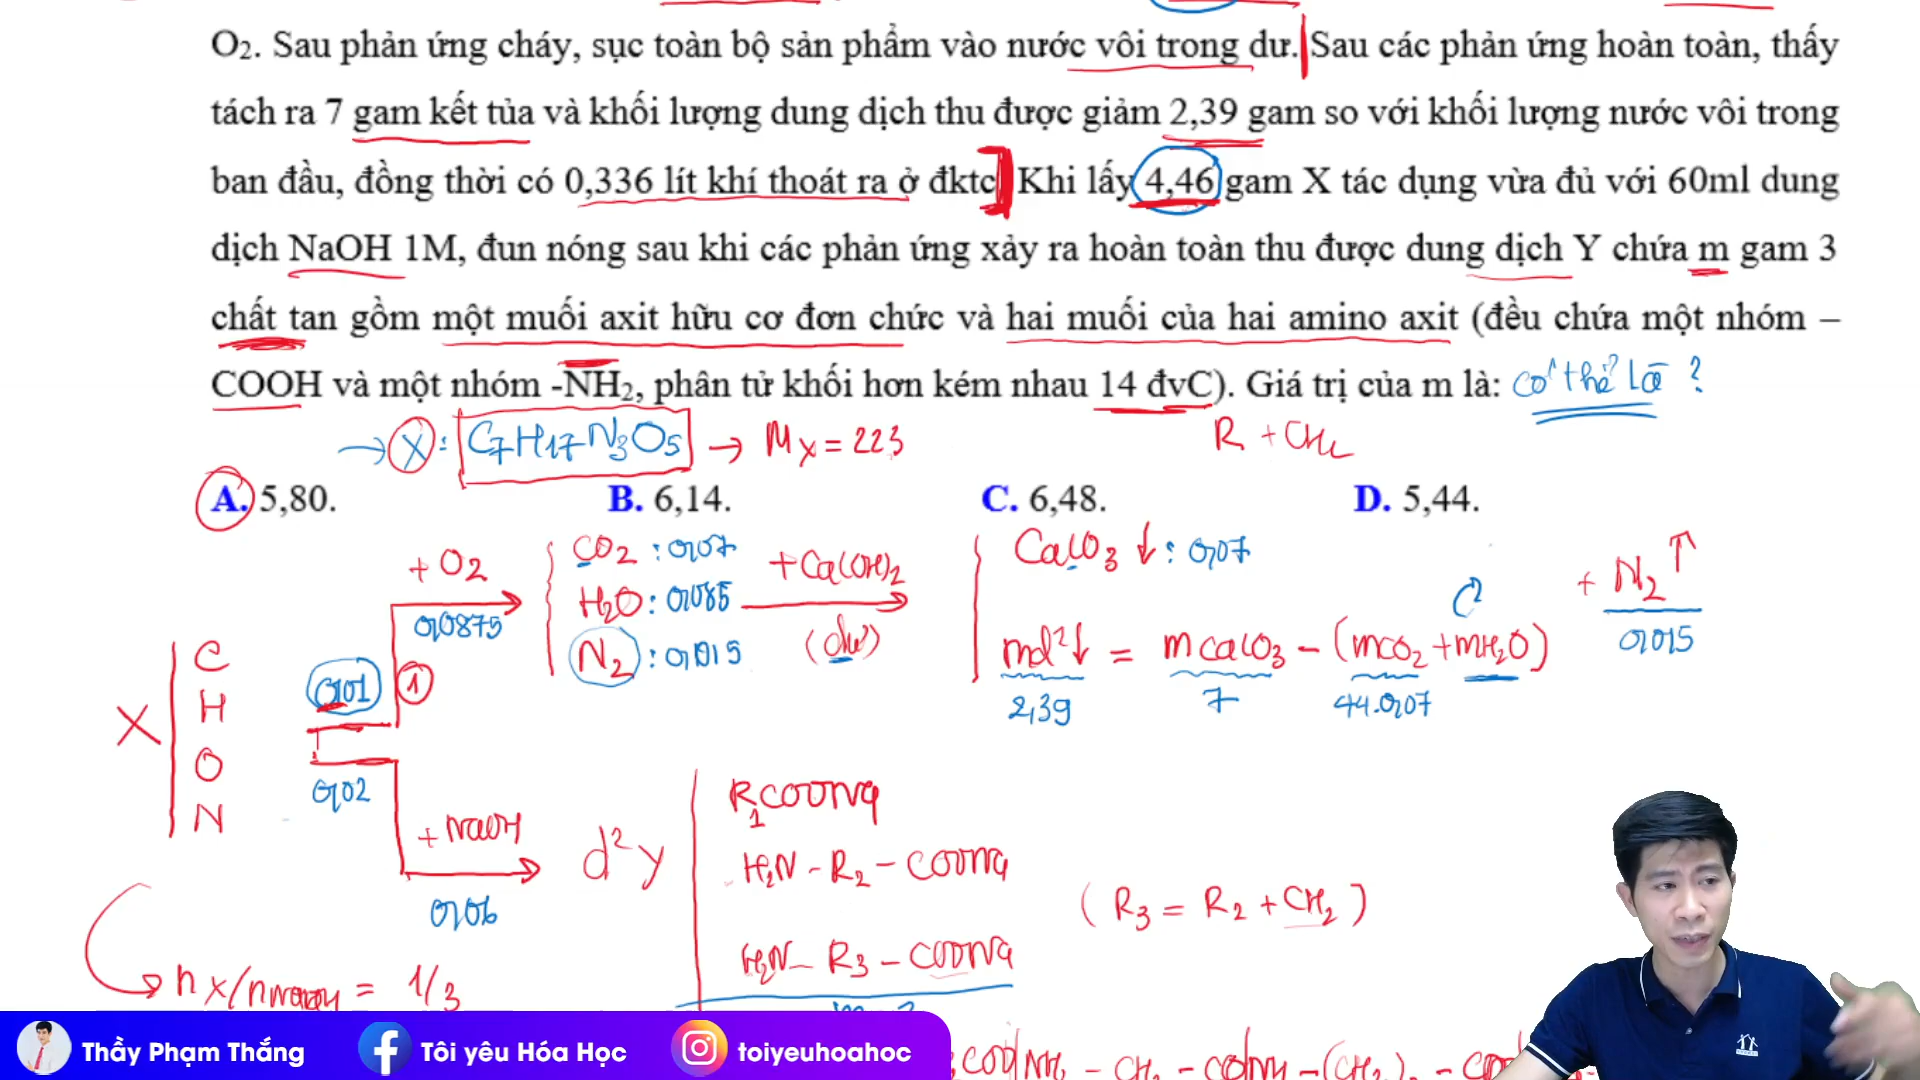 O2. Sau phản ứng cháy, sục toàn bộ sản phẩm vào nước vôi trong dư. Sau các phản ứng hoàn toàn, thấy
tách ra 7 gam kết tủa và khối lượng dung dịch thu được giảm 2,39 gam so với khối lượng nước vôi trong
ban đầu, đồng thời có 0,336 lít khí thoát ra ở đktc Khi lấy 4,46 gam X tác dụng vừa đủ với 60ml dung
dịch NaOH 1M, đun nóng sau khi các phản ứng xảy ra hoàn toàn thu được dung dịch Y chứa m gam 3
chất tan gồm một muối axit hữu cơ đơn chức và hai muối của hai amino axit (đều chứa một nhóm –
COOH và một nhóm -NH2, phân tử khối hơn kém nhau 14 đvC). Giá trị của m là: có thể là ?
→ X : C7H17N3O5 → Mx = 223
R + CH2
A. 5,80. B. 6,14. C. 6,48. D. 5,44.
+ O2
0,0875
CO2 : 0,07
H2O : 0,085
N2 : 0,015
+ Ca(OH)2
(dư)
CaCO3 ↓ : 0,07
+ N2 ↑
0,015
md2 ↓ = mCaCO3 - (mCO2 + mH2O)
2,39 7 44.0,07
X
C
H
O
N
0,01
1
0,02
+ NaOH
0,06
d2 Y
R1COONa
H2N - R2 - COONa
H2N - R3 - COONa
( R3 = R2 + CH2 )
nX/nNaOH = 1/3
Thầy Phạm Thắng
Tôi yêu Hóa Học
toiyeuhoahoc